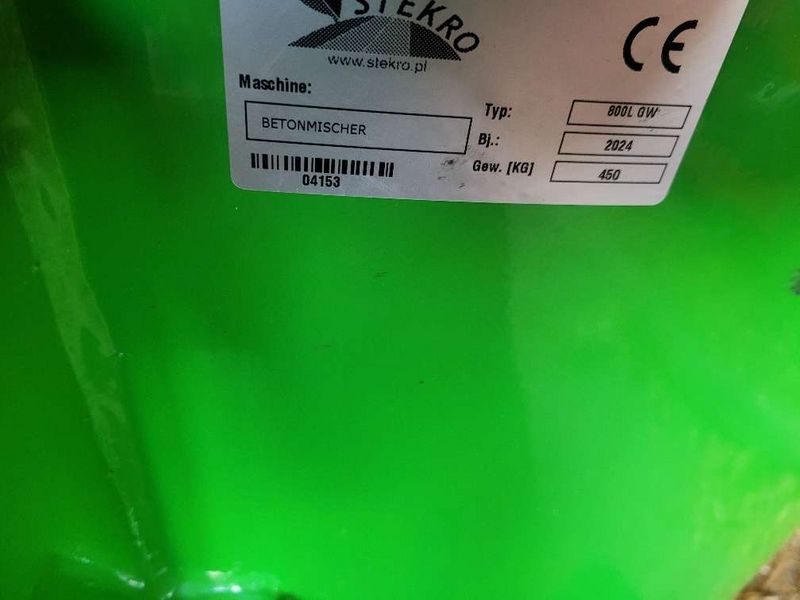 STEKRO
www.stekro.pl
CE
Maschine:
BETONMISCHER
04153
Typ: 800L GW
Bj.: 2024
Gew. [KG] 450